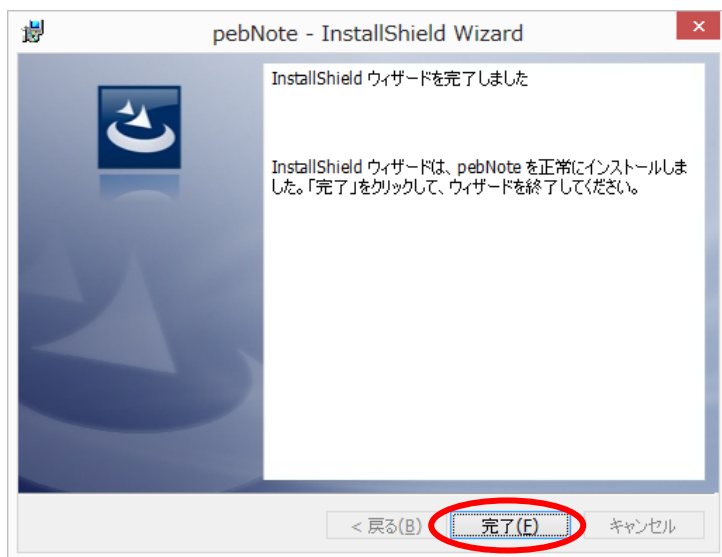 pebNote - InstallShield Wizard
InstallShield ウィザードを完了しました
InstallShield ウィザードは、pebNote を正常にインストールしま
した。「完了」をクリックして、ウィザードを終了してください。
< 戻る(B) 完了(F) キャンセル